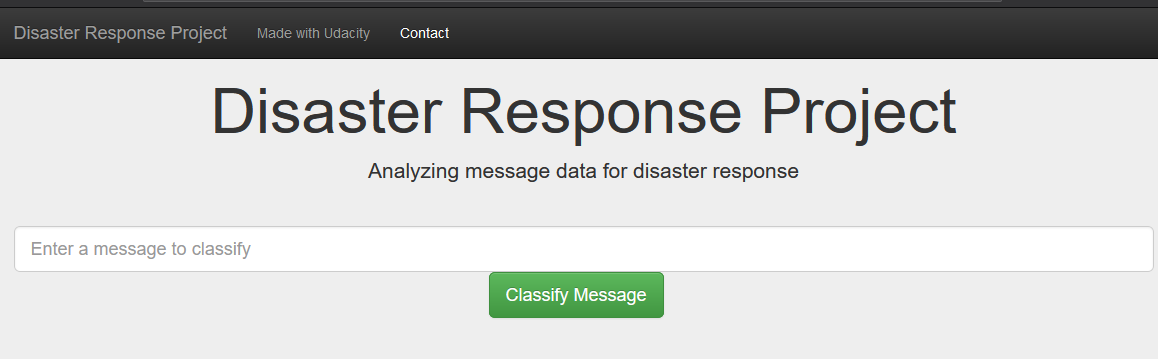 Disaster Response Project Made with Udacity Contact
Disaster Response Project
Analyzing message data for disaster response
Enter a message to classify
Classify Message